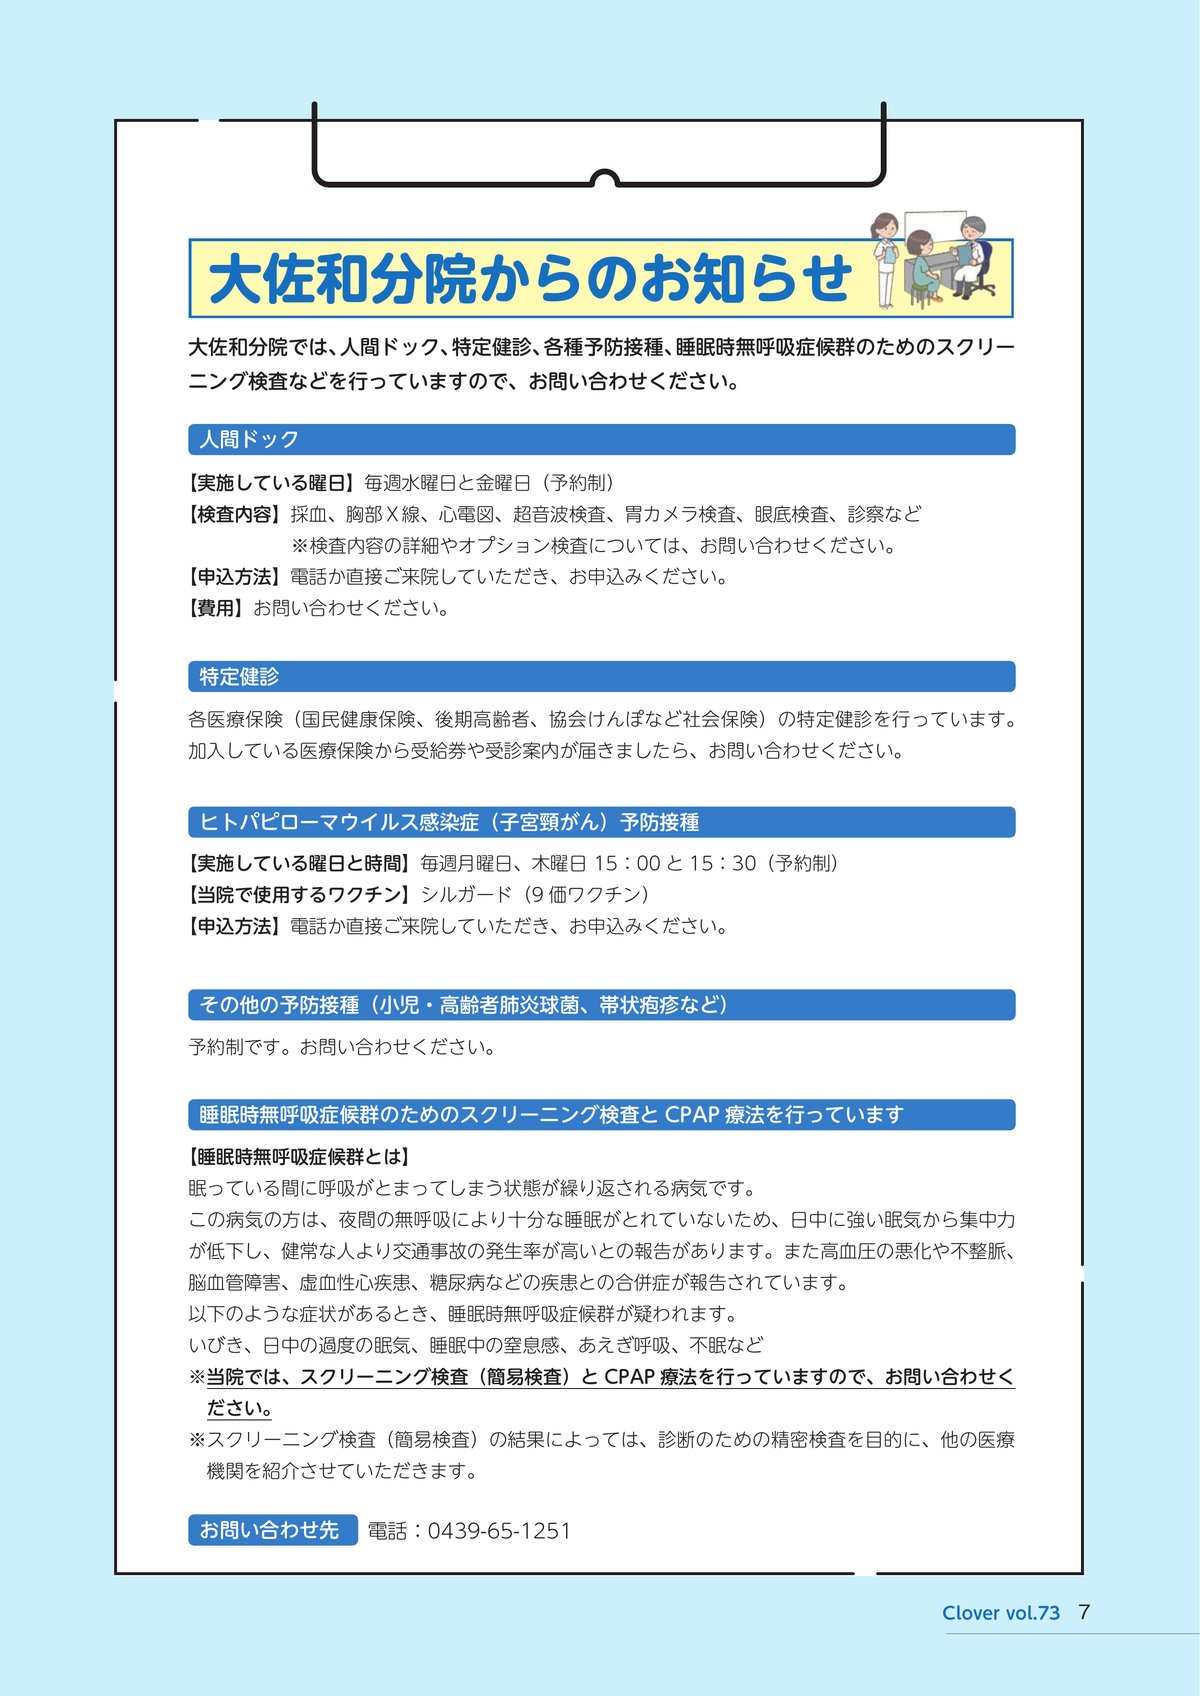 大佐和分院からのお知らせ
大佐和分院では、人間ドック、特定健診、各種予防接種、睡眠時無呼吸症候群のためのスクリー
ニング検査などを行っていますので、お問い合わせください。
人間ドック
【実施している曜日】毎週水曜日と金曜日（予約制）
【検査内容】採血、胸部Ｘ線、心電図、超音波検査、胃カメラ検査、眼底検査、診察など
※検査内容の詳細やオプション検査については、お問い合わせください。
【申込方法】電話か直接ご来院していただき、お申込みください。
【費用】お問い合わせください。
特定健診
各医療保険（国民健康保険、後期高齢者、協会けんぽなど社会保険）の特定健診を行っています。
加入している医療保険から受給券や受診案内が届きましたら、お問い合わせください。
ヒトパピローマウイルス感染症（子宮頸がん）予防接種
【実施している曜日と時間】毎週月曜日、木曜日 15：00 と 15：30（予約制）
【当院で使用するワクチン】シルガード（9 価ワクチン）
【申込方法】電話か直接ご来院していただき、お申込みください。
その他の予防接種（小児・高齢者肺炎球菌、帯状疱疹など）
予約制です。お問い合わせください。
睡眠時無呼吸症候群のためのスクリーニング検査と CPAP 療法を行っています
【睡眠時無呼吸症候群とは】
眠っている間に呼吸がとまってしまう状態が繰り返される病気です。
この病気の方は、夜間の無呼吸により十分な睡眠がとれていないため、日中に強い眠気から集中力
が低下し、健常な人より交通事故の発生率が高いとの報告があります。また高血圧の悪化や不整脈、
脳血管障害、虚血性心疾患、糖尿病などの疾患との合併症が報告されています。
以下のような症状があるとき、睡眠時無呼吸症候群が疑われます。
いびき、日中の過度の眠気、睡眠中の窒息感、あえぎ呼吸、不眠など
※当院では、スクリーニング検査（簡易検査）と CPAP 療法を行っていますので、お問い合わせく
ださい。
※スクリーニング検査（簡易検査）の結果によっては、診断のための精密検査を目的に、他の医療
機関を紹介させていただきます。
お問い合わせ先 電話：0439-65-1251
Clover vol.73 7